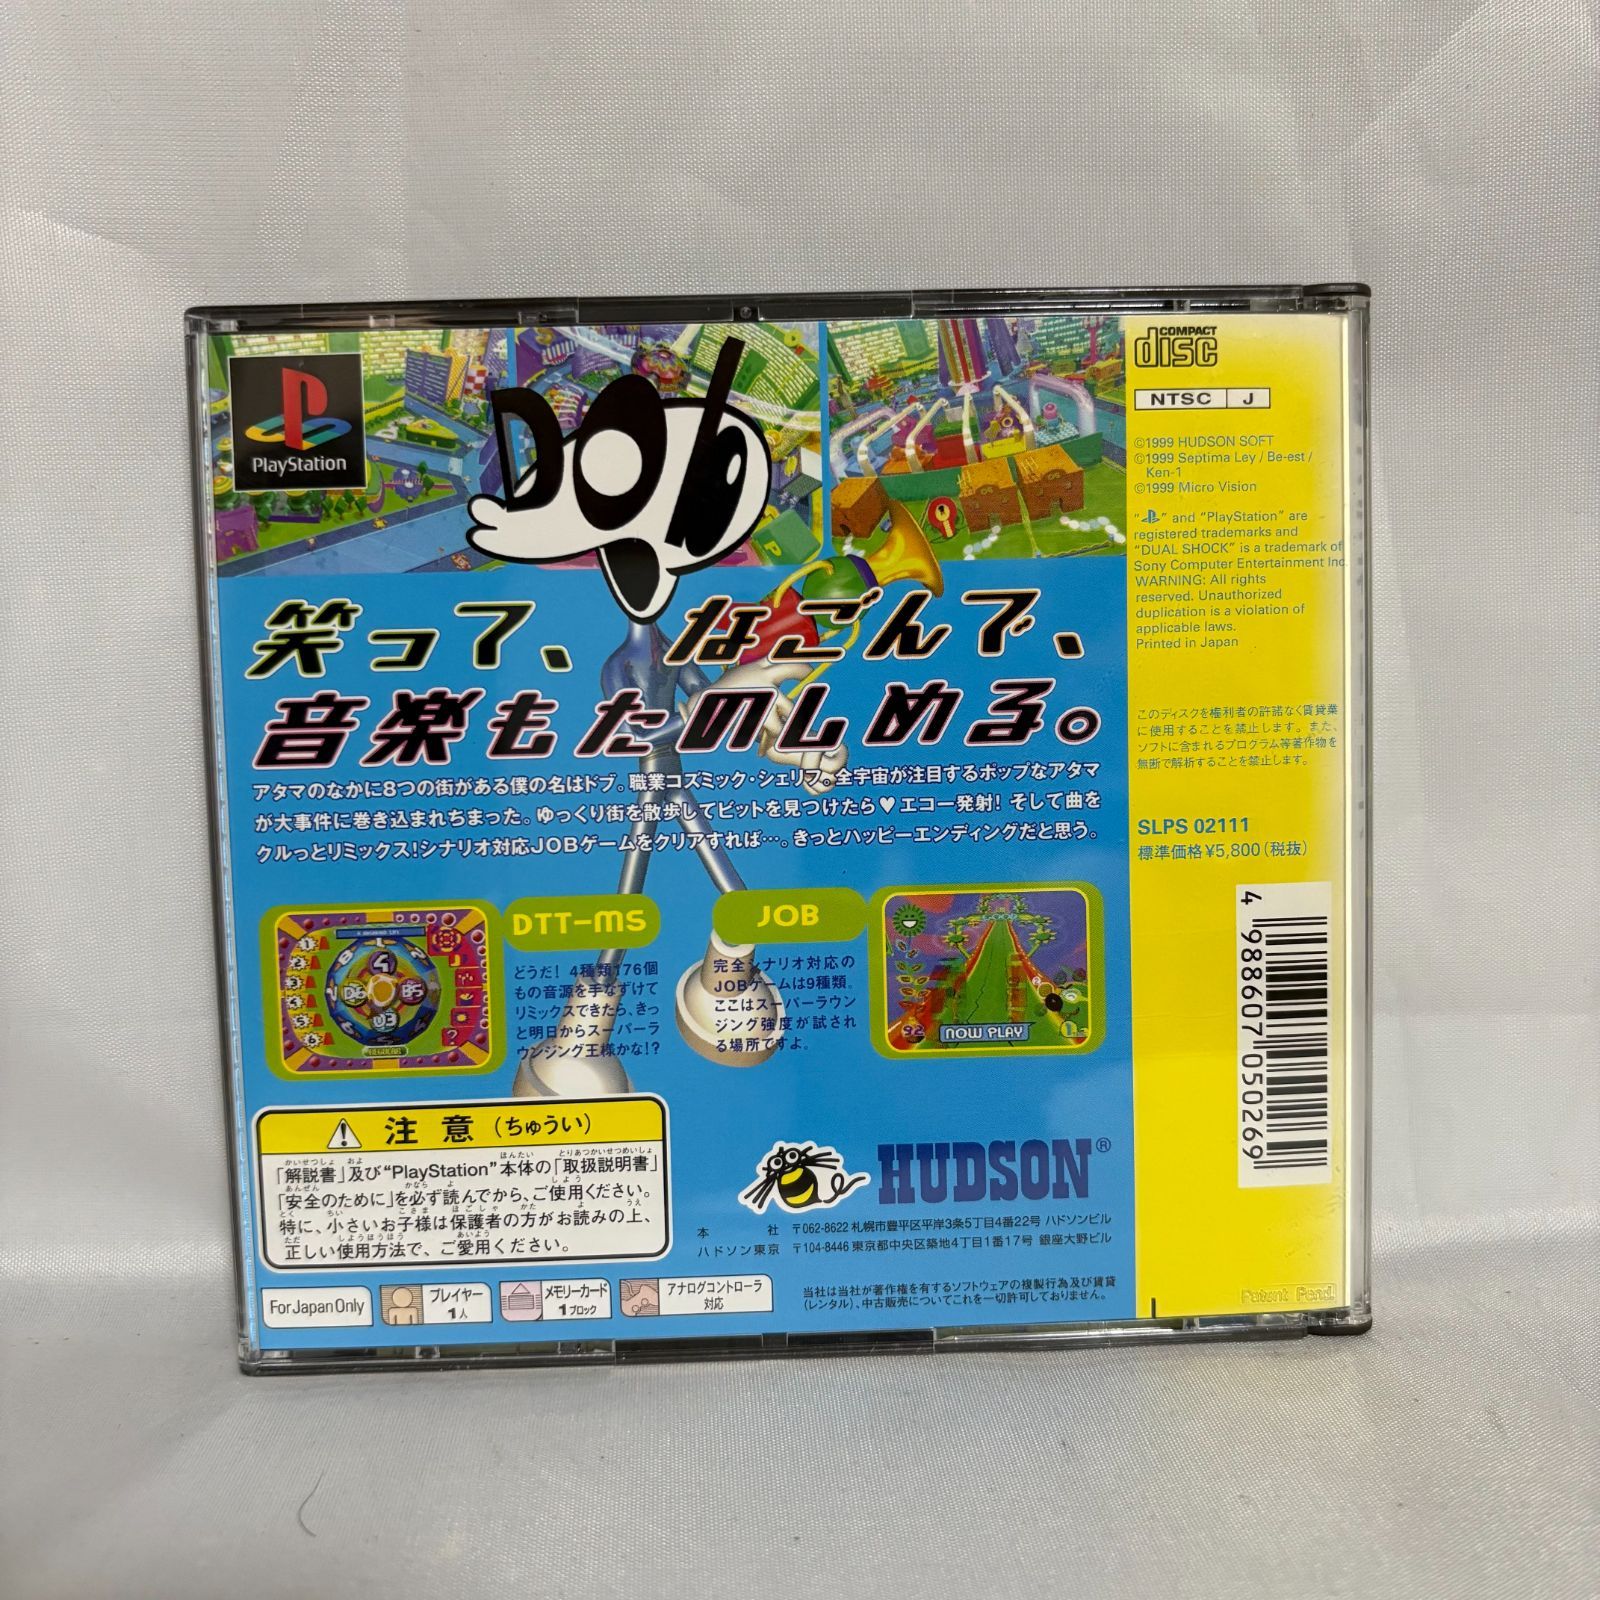 PlayStation
Dob
笑って、なごんで、
音楽もたのしめる。
アタマのなかに8つの街がある僕の名はドブ。職業コズミック・シェリフ。全宇宙が注目するポップなアタマ
が大事件に巻き込まれちまった。ゆっくり街を散歩してビットを見つけたら♥エコー発射！そして曲を
クルっとリミックス！シナリオ対応JOBゲームをクリアすれば…。きっとハッピーエンディングだと思う。
DTT-MS
どうだ！4種類176個
もの音源を手なずけて
リミックスできたら、きっ
と明日からスーパーラ
ウンジング王様かな！？
JOB
完全シナリオ対応の
JOBゲームは9種類。
ここはスーパーラウン
ジング強度が試され
る場所ですよ。
GOOD
92
NOW PLAY
注意（ちゅうい）
「解説書」及び“PlayStation”本体の「取扱説明書」
「安全のために」を必ず読んでから、ご使用ください。
特に、小さいお子様は保護者の方がお読みの上、
正しい使用方法で、ご愛用ください。
For Japan Only
プレイヤー
1人
メモリーカード
1ブロック
アナログコントローラ
対応
HUDSON®
本社 〒062-8622 札幌市豊平区平岸3条5丁目4番22号 ハドソンビル
ハドソン東京 〒104-8446 東京都中央区築地4丁目1番17号 銀座大野ビル
当社は当社が著作権を有するソフトウェアの複製行為及び賃貸
（レンタル）、中古販売についてこれを一切許可しておりません。
COMPACT
disc
NTSC J
©1999 HUDSON SOFT
©1999 Septima Ley / Be-est /
Ken-1
©1999 Micro Vision
“ ” and “PlayStation” are
registered trademarks and
“DUAL SHOCK” is a trademark of
Sony Computer Entertainment Inc.
WARNING: All rights
reserved. Unauthorized
duplication is a violation of
applicable laws.
Printed in Japan
このディスクを権利者の許諾なく賃貸業
に使用することを禁止します。また、
ソフトに含まれるプログラム等著作物を
無断で解析することを禁止します。
SLPS 02111
標準価格¥5,800（税抜）
4 988607 050269
Patent Pend.